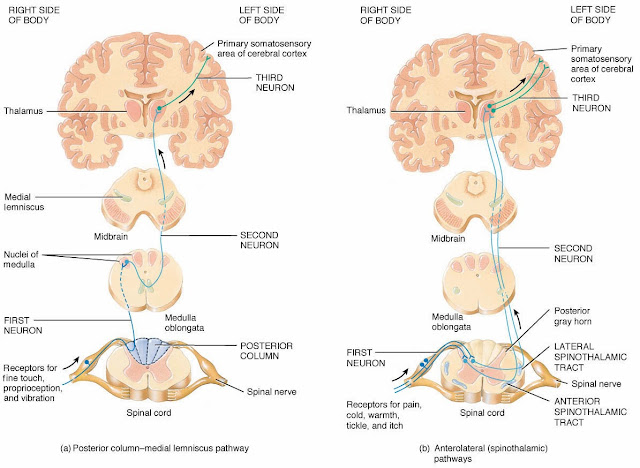 RIGHT SIDE
OF BODY
LEFT SIDE
OF BODY
Primary somatosensory
area of cerebral cortex
THIRD
NEURON
Thalamus
Medial
lemniscus
Midbrain
Nuclei of
medulla
SECOND
NEURON
FIRST
NEURON
Medulla
oblongata
POSTERIOR
COLUMN
Receptors for
fine touch,
proprioception,
and vibration
Spinal nerve
Spinal cord
(a) Posterior column–medial lemniscus pathway
RIGHT SIDE
OF BODY
LEFT SIDE
OF BODY
Primary
somatosensory
area of cerebral
cortex
THIRD
NEURON
Thalamus
Midbrain
SECOND
NEURON
Medulla
oblongata
Posterior
gray horn
FIRST
NEURON
LATERAL
SPINOTHALAMIC
TRACT
Spinal nerve
Receptors for pain,
cold, warmth,
tickle, and itch
Spinal cord
ANTERIOR
SPINOTHALAMIC
TRACT
(b) Anterolateral (spinothalamic)
pathways